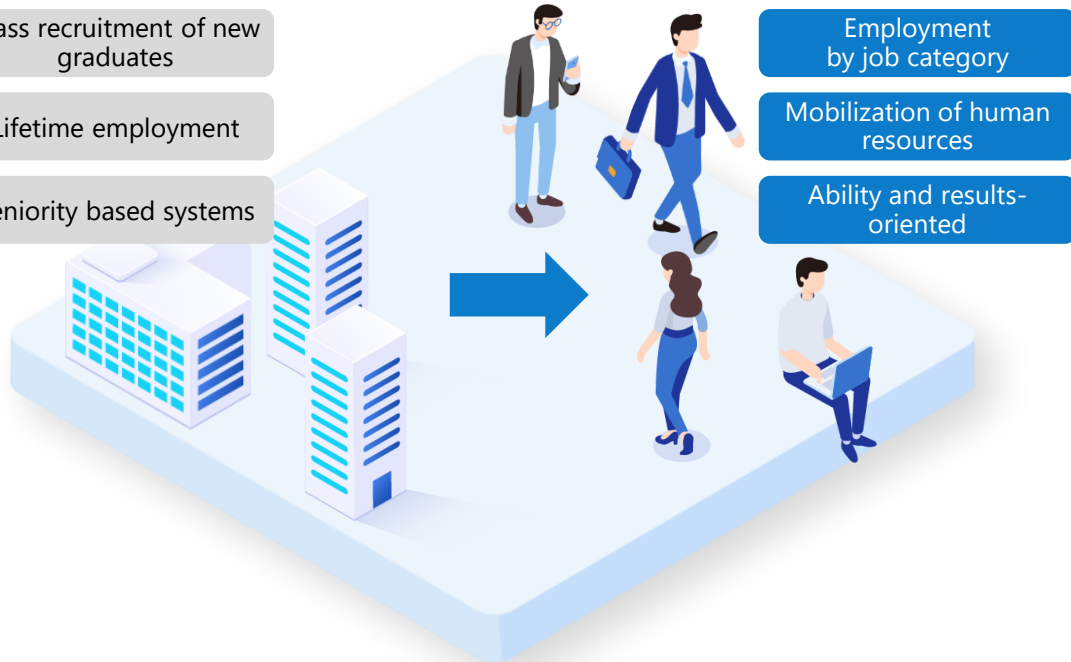 ass recruitment of new
graduates
Lifetime employment
eniority based systems
Employment
by job category
Mobilization of human
resources
Ability and results-
oriented